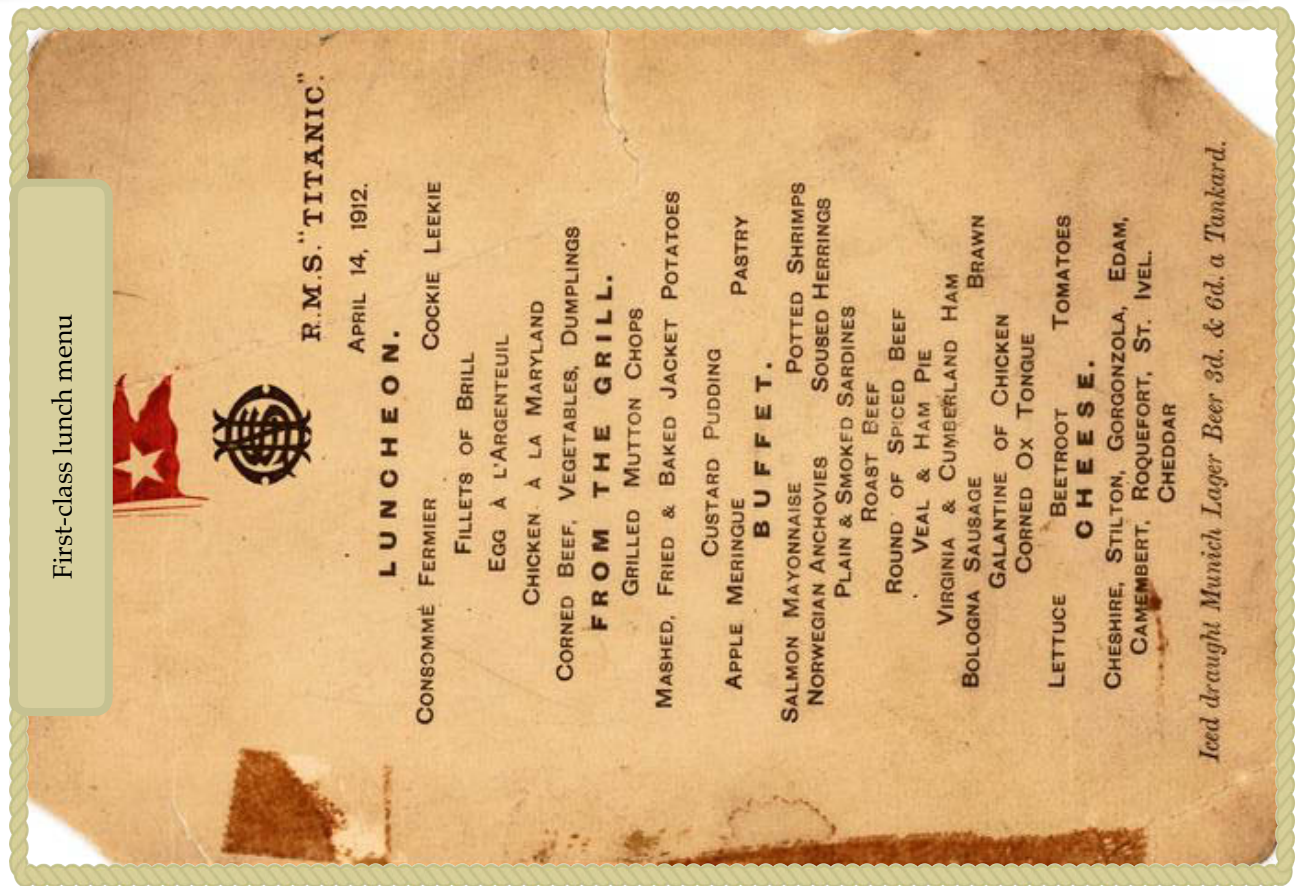 First-class lunch menu
R.M.S. "TITANIC".
APRIL 14, 1912.
LUNCHEON.
CONSOMMÉ FERMIER COCKIE LEEKIE
FILLETS OF BRILL
EGG À L'ARGENTEUIL
CHICKEN À LA MARYLAND
CORNED BEEF, VEGETABLES, DUMPLINGS
FROM THE GRILL.
GRILLED MUTTON CHOPS
MASHED, FRIED & BAKED JACKET POTATOES
CUSTARD PUDDING
APPLE MERINGUE PASTRY
BUFFET.
SALMON MAYONNAISE POTTED SHRIMPS
NORWEGIAN ANCHOVIES SOUSED HERRINGS
PLAIN & SMOKED SARDINES
ROAST BEEF
ROUND OF SPICED BEEF
VEAL & HAM PIE
VIRGINIA & CUMBERLAND HAM
BOLOGNA SAUSAGE BRAWN
GALANTINE OF CHICKEN
CORNED OX TONGUE
LETTUCE BEETROOT TOMATOES
CHEESE.
CHESHIRE, STILTON, GORGONZOLA, EDAM,
CAMEMBERT, ROQUEFORT, ST. IVEL.
CHEDDAR
Iced draught Munich Lager Beer 3d. & 6d. a Tankard.